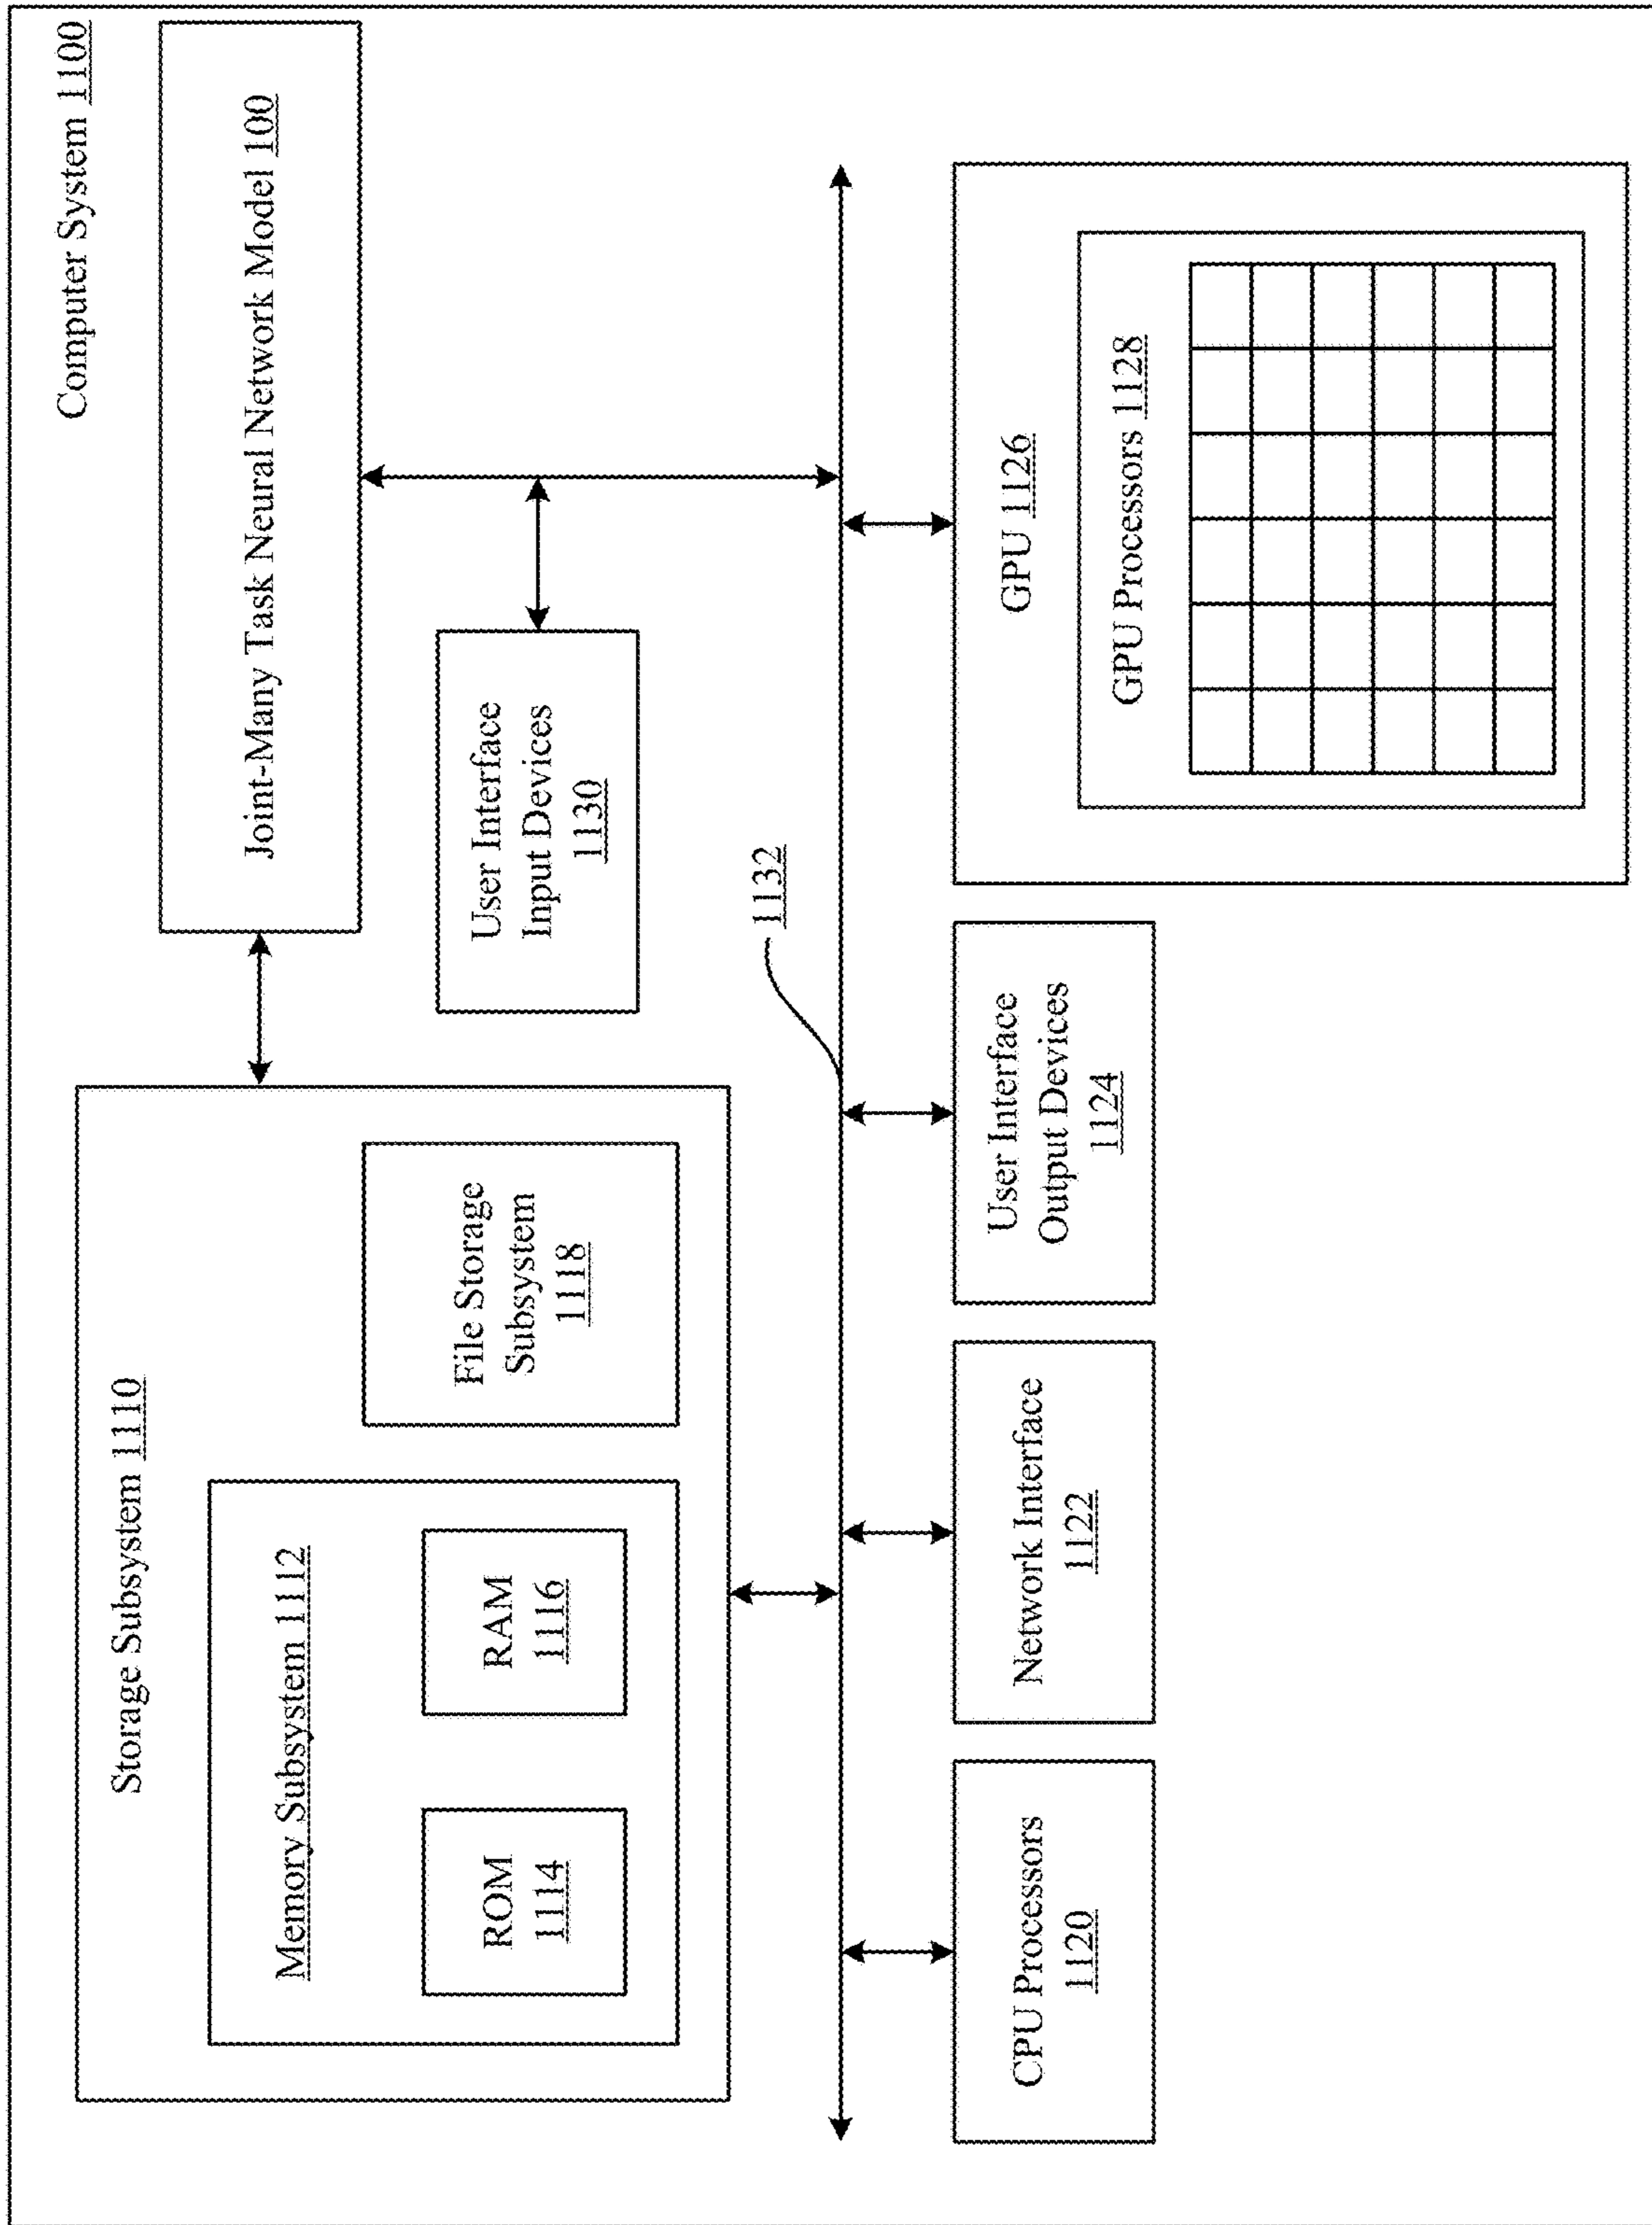 Computer System 1100
Storage Subsystem 1110
Memory Subsystem 1112
ROM
1114
RAM
1116
File Storage
Subsystem
1118
Joint-Many Task Neural Network Model 100
User Interface
Input Devices
1130
1132
CPU Processors
1120
Network Interface
1122
User Interface
Output Devices
1124
GPU 1126
GPU Processors 1128